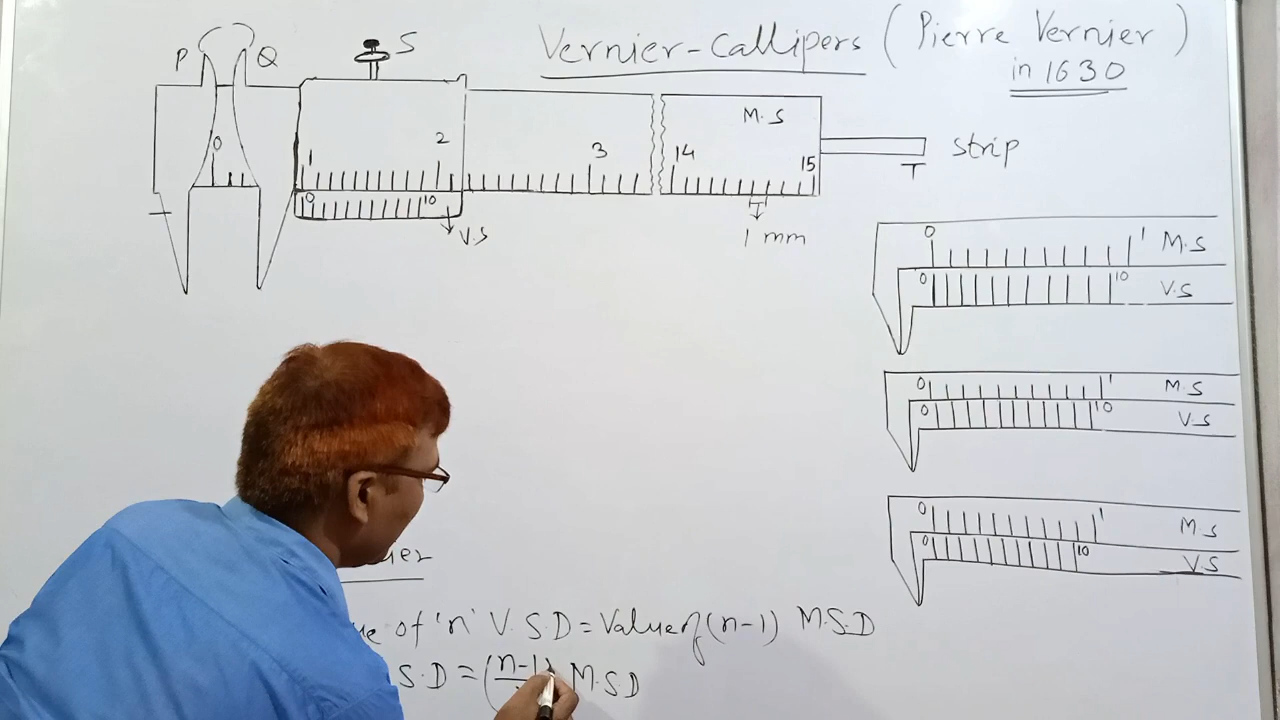 Vernier-Callipers (Pierre Vernier)
in 1630
P Q S
M.S
0 1 2 3 14 15
0 10
V.S
1 mm
T strip
0 1 M.S
0 10 V.S
0 1 M.S
0 10 V.S
0 1 M.S
0 10 V.S
of 'n' V.S.D = Value of (n-1) M.S.D
S.D = (n-1) M.S.D